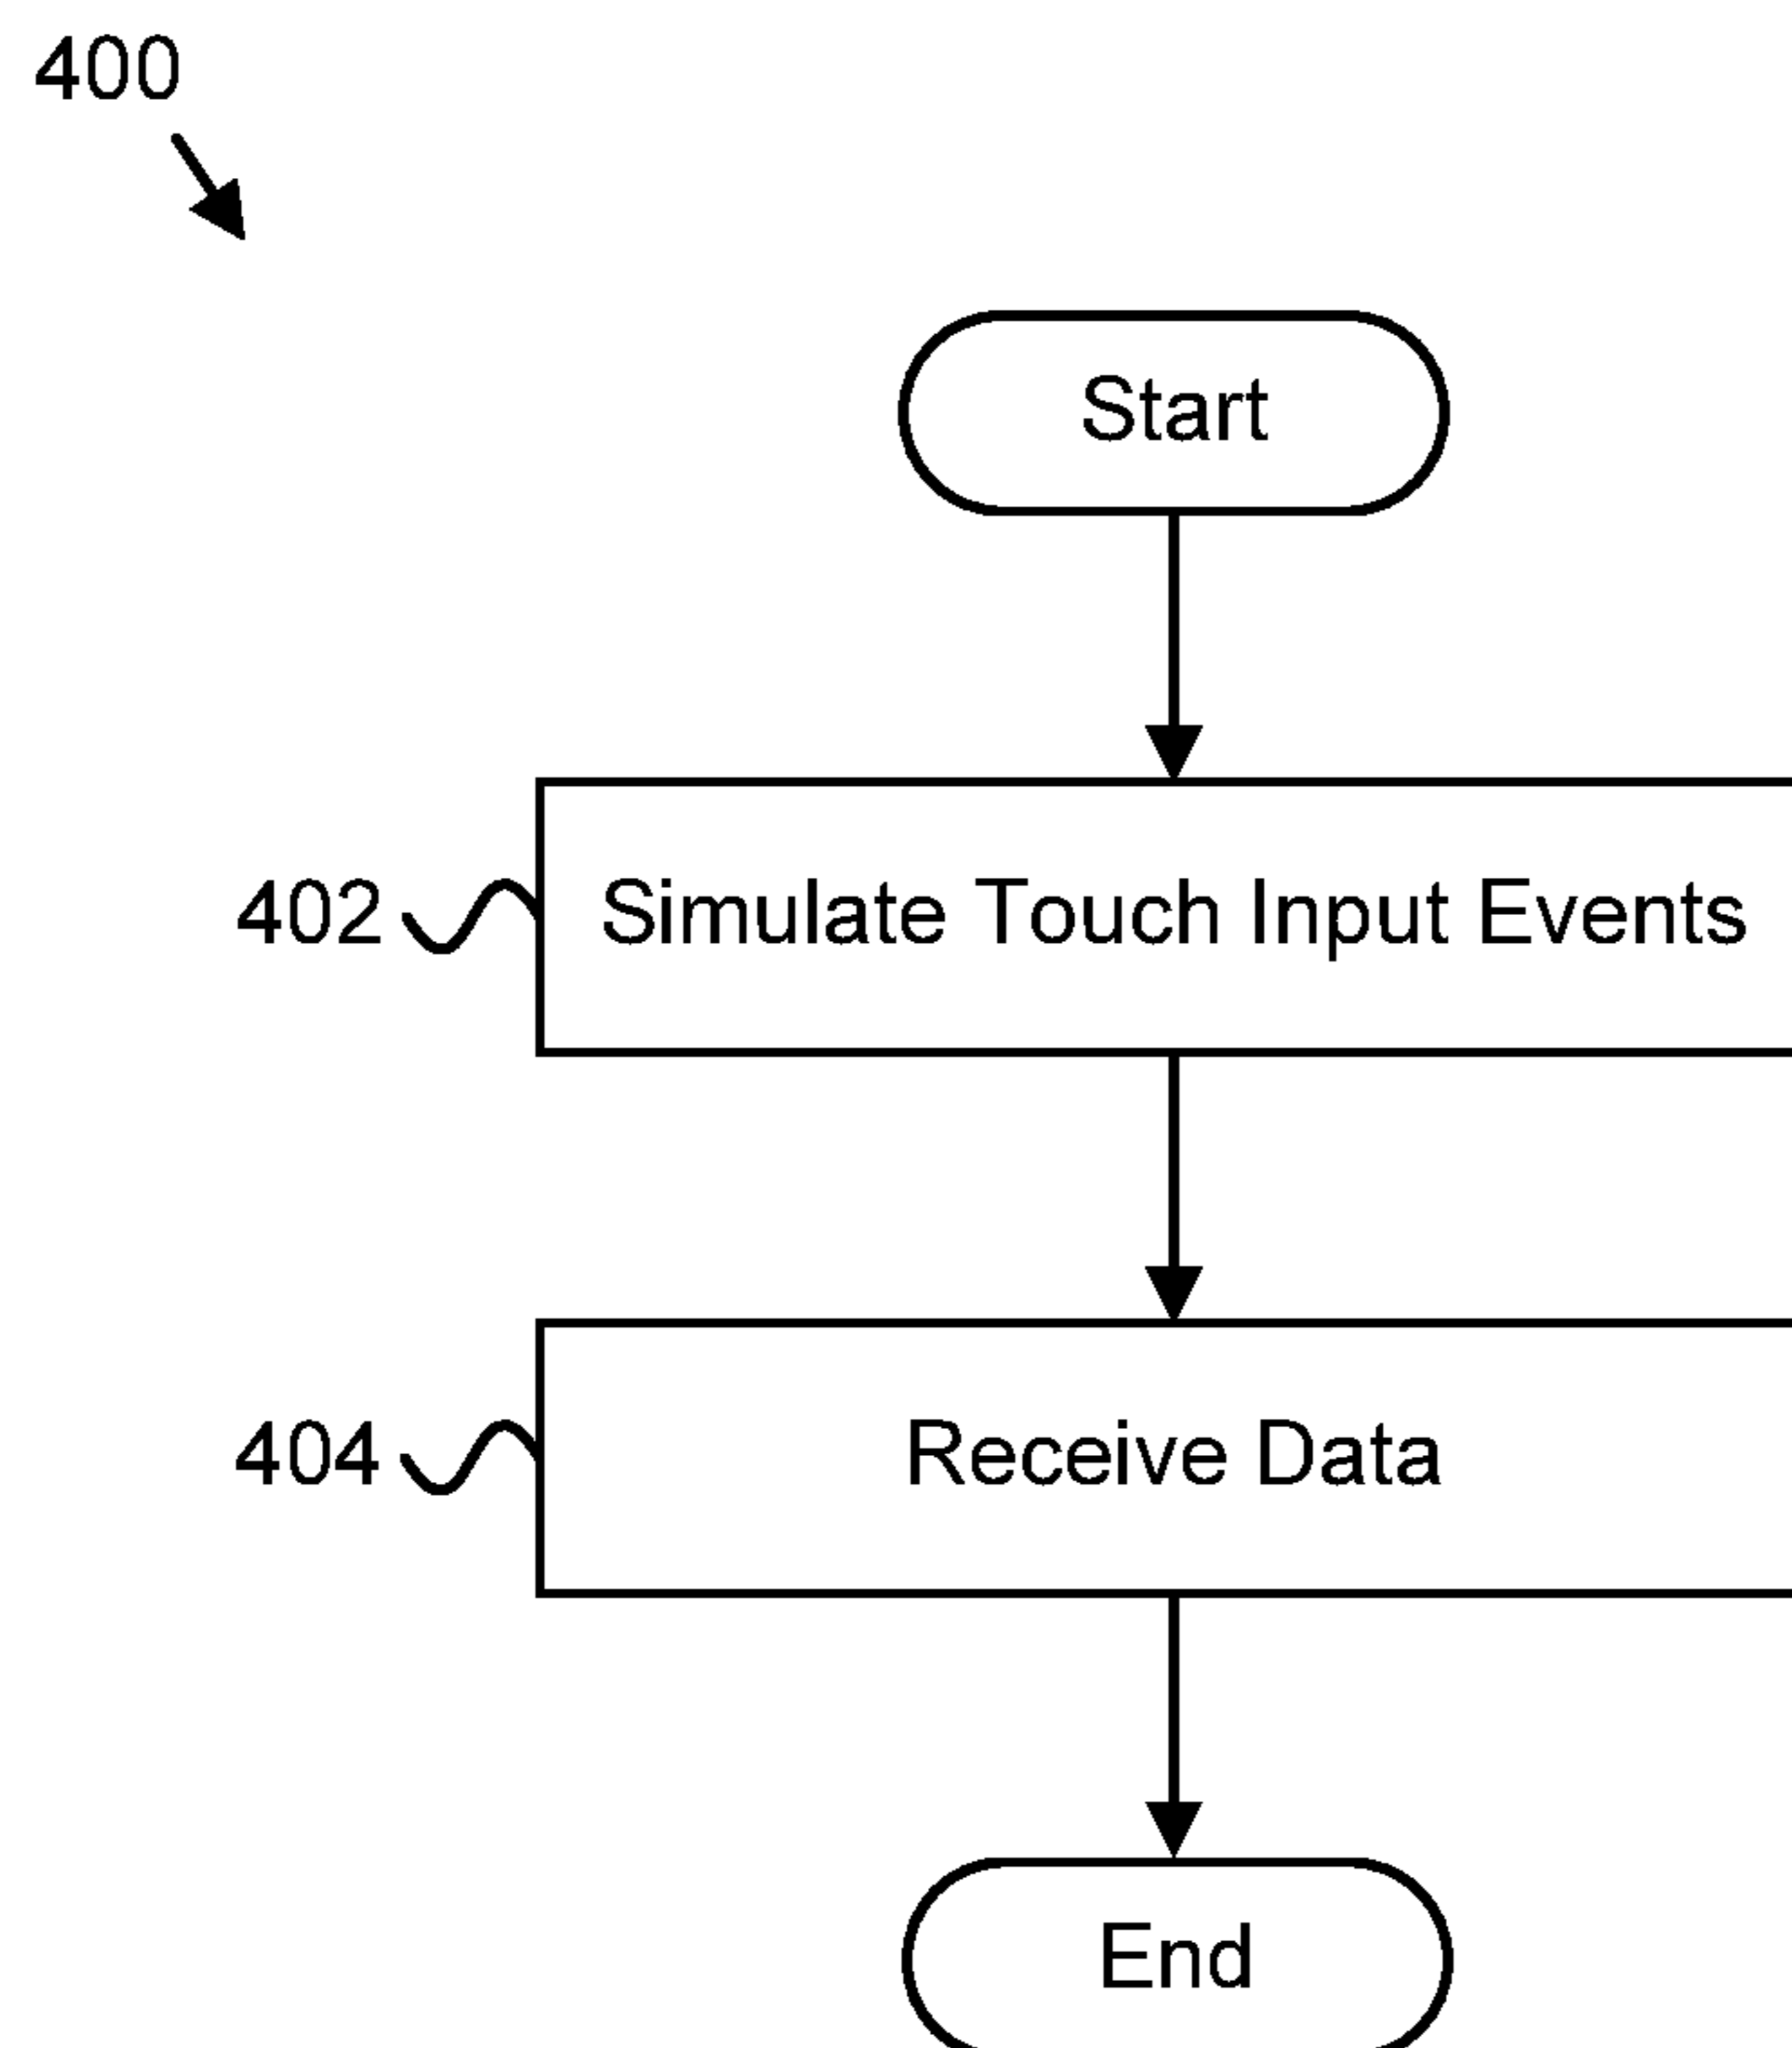 400
Start
402 Simulate Touch Input Events
404 Receive Data
End